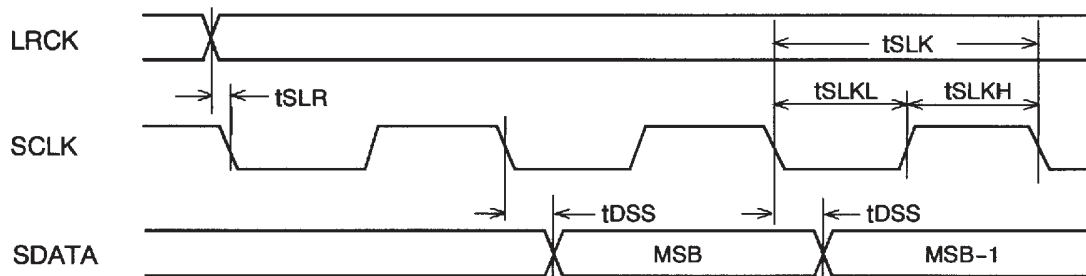 LRCK
tSLK
tSLR
tSLKL
tSLKH
SCLK
tDSS
tDSS
SDATA
MSB
MSB-1